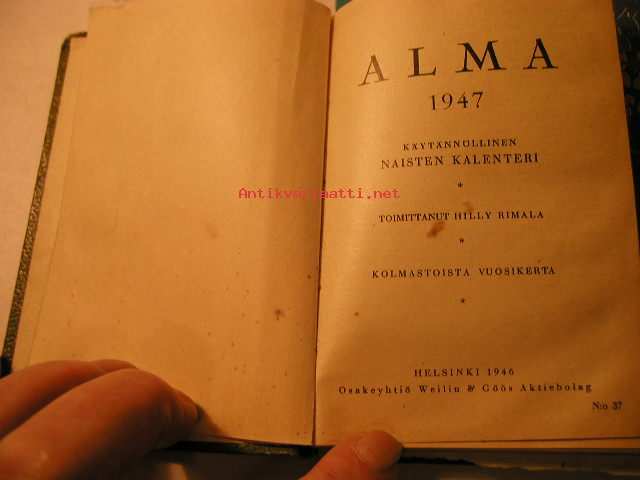 ALMA
1947
KÄYTÄNNÖLLINEN
NAISTEN KALENTERI
*
Antikvariaatti.net
TOIMITTANUT HILLY RIMALA
*
KOLMASTOISTA VUOSIKERTA
*
HELSINKI 1946
Osakeyhtiö Weilin & Göös Aktiebolag
N:o 37